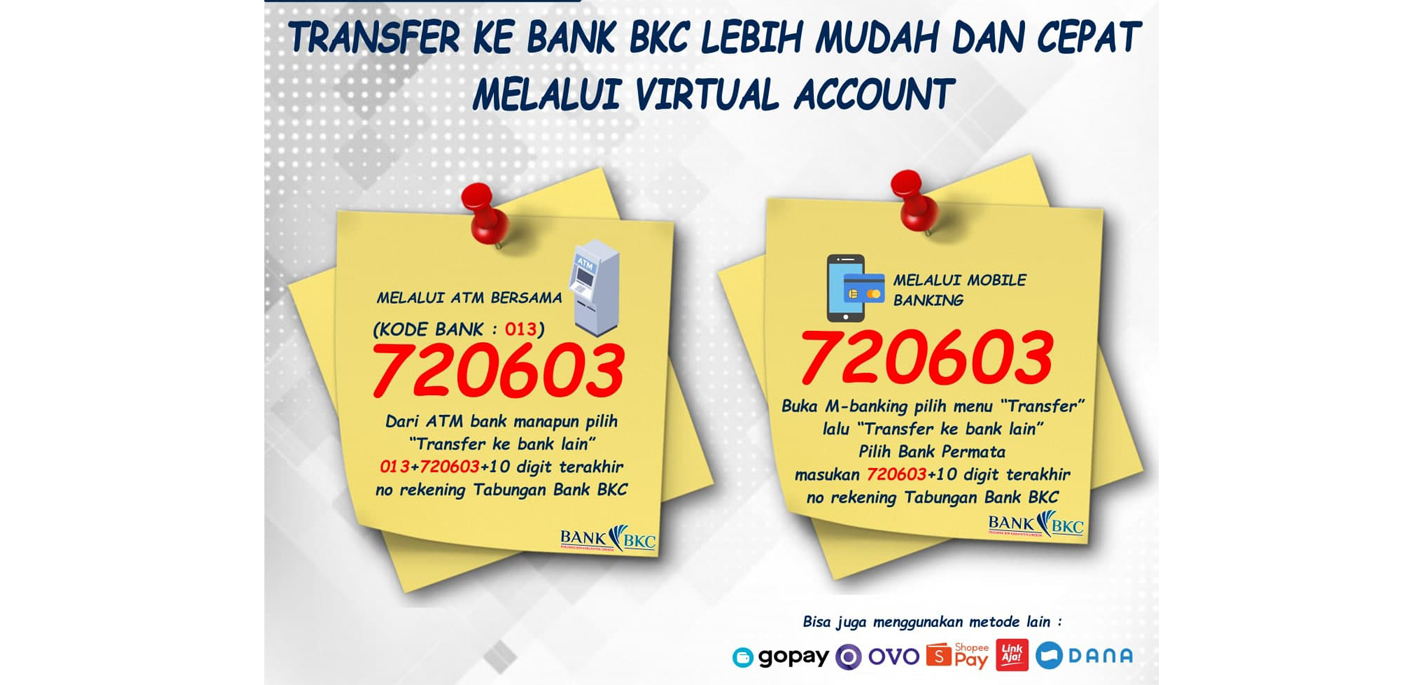 TRANSFER KE BANK BKC LEBIH MUDAH DAN CEPAT
MELALUI VIRTUAL ACCOUNT
ATM
MELALUI ATM BERSAMA
(KODE BANK : 013)
720603
Dari ATM bank manapun pilih
“Transfer ke bank lain”
013+720603+10 digit terakhir
no rekening Tabungan Bank BKC
BANK BKC
MELALUI MOBILE
BANKING
720603
Buka M-banking pilih menu “Transfer”
lalu “Transfer ke bank lain”
Pilih Bank Permata
masukan 720603+10 digit terakhir
no rekening Tabungan Bank BKC
BANK BKC
Bisa juga menggunakan metode lain :
gopay OVO Shopee Pay Link Aja! DANA